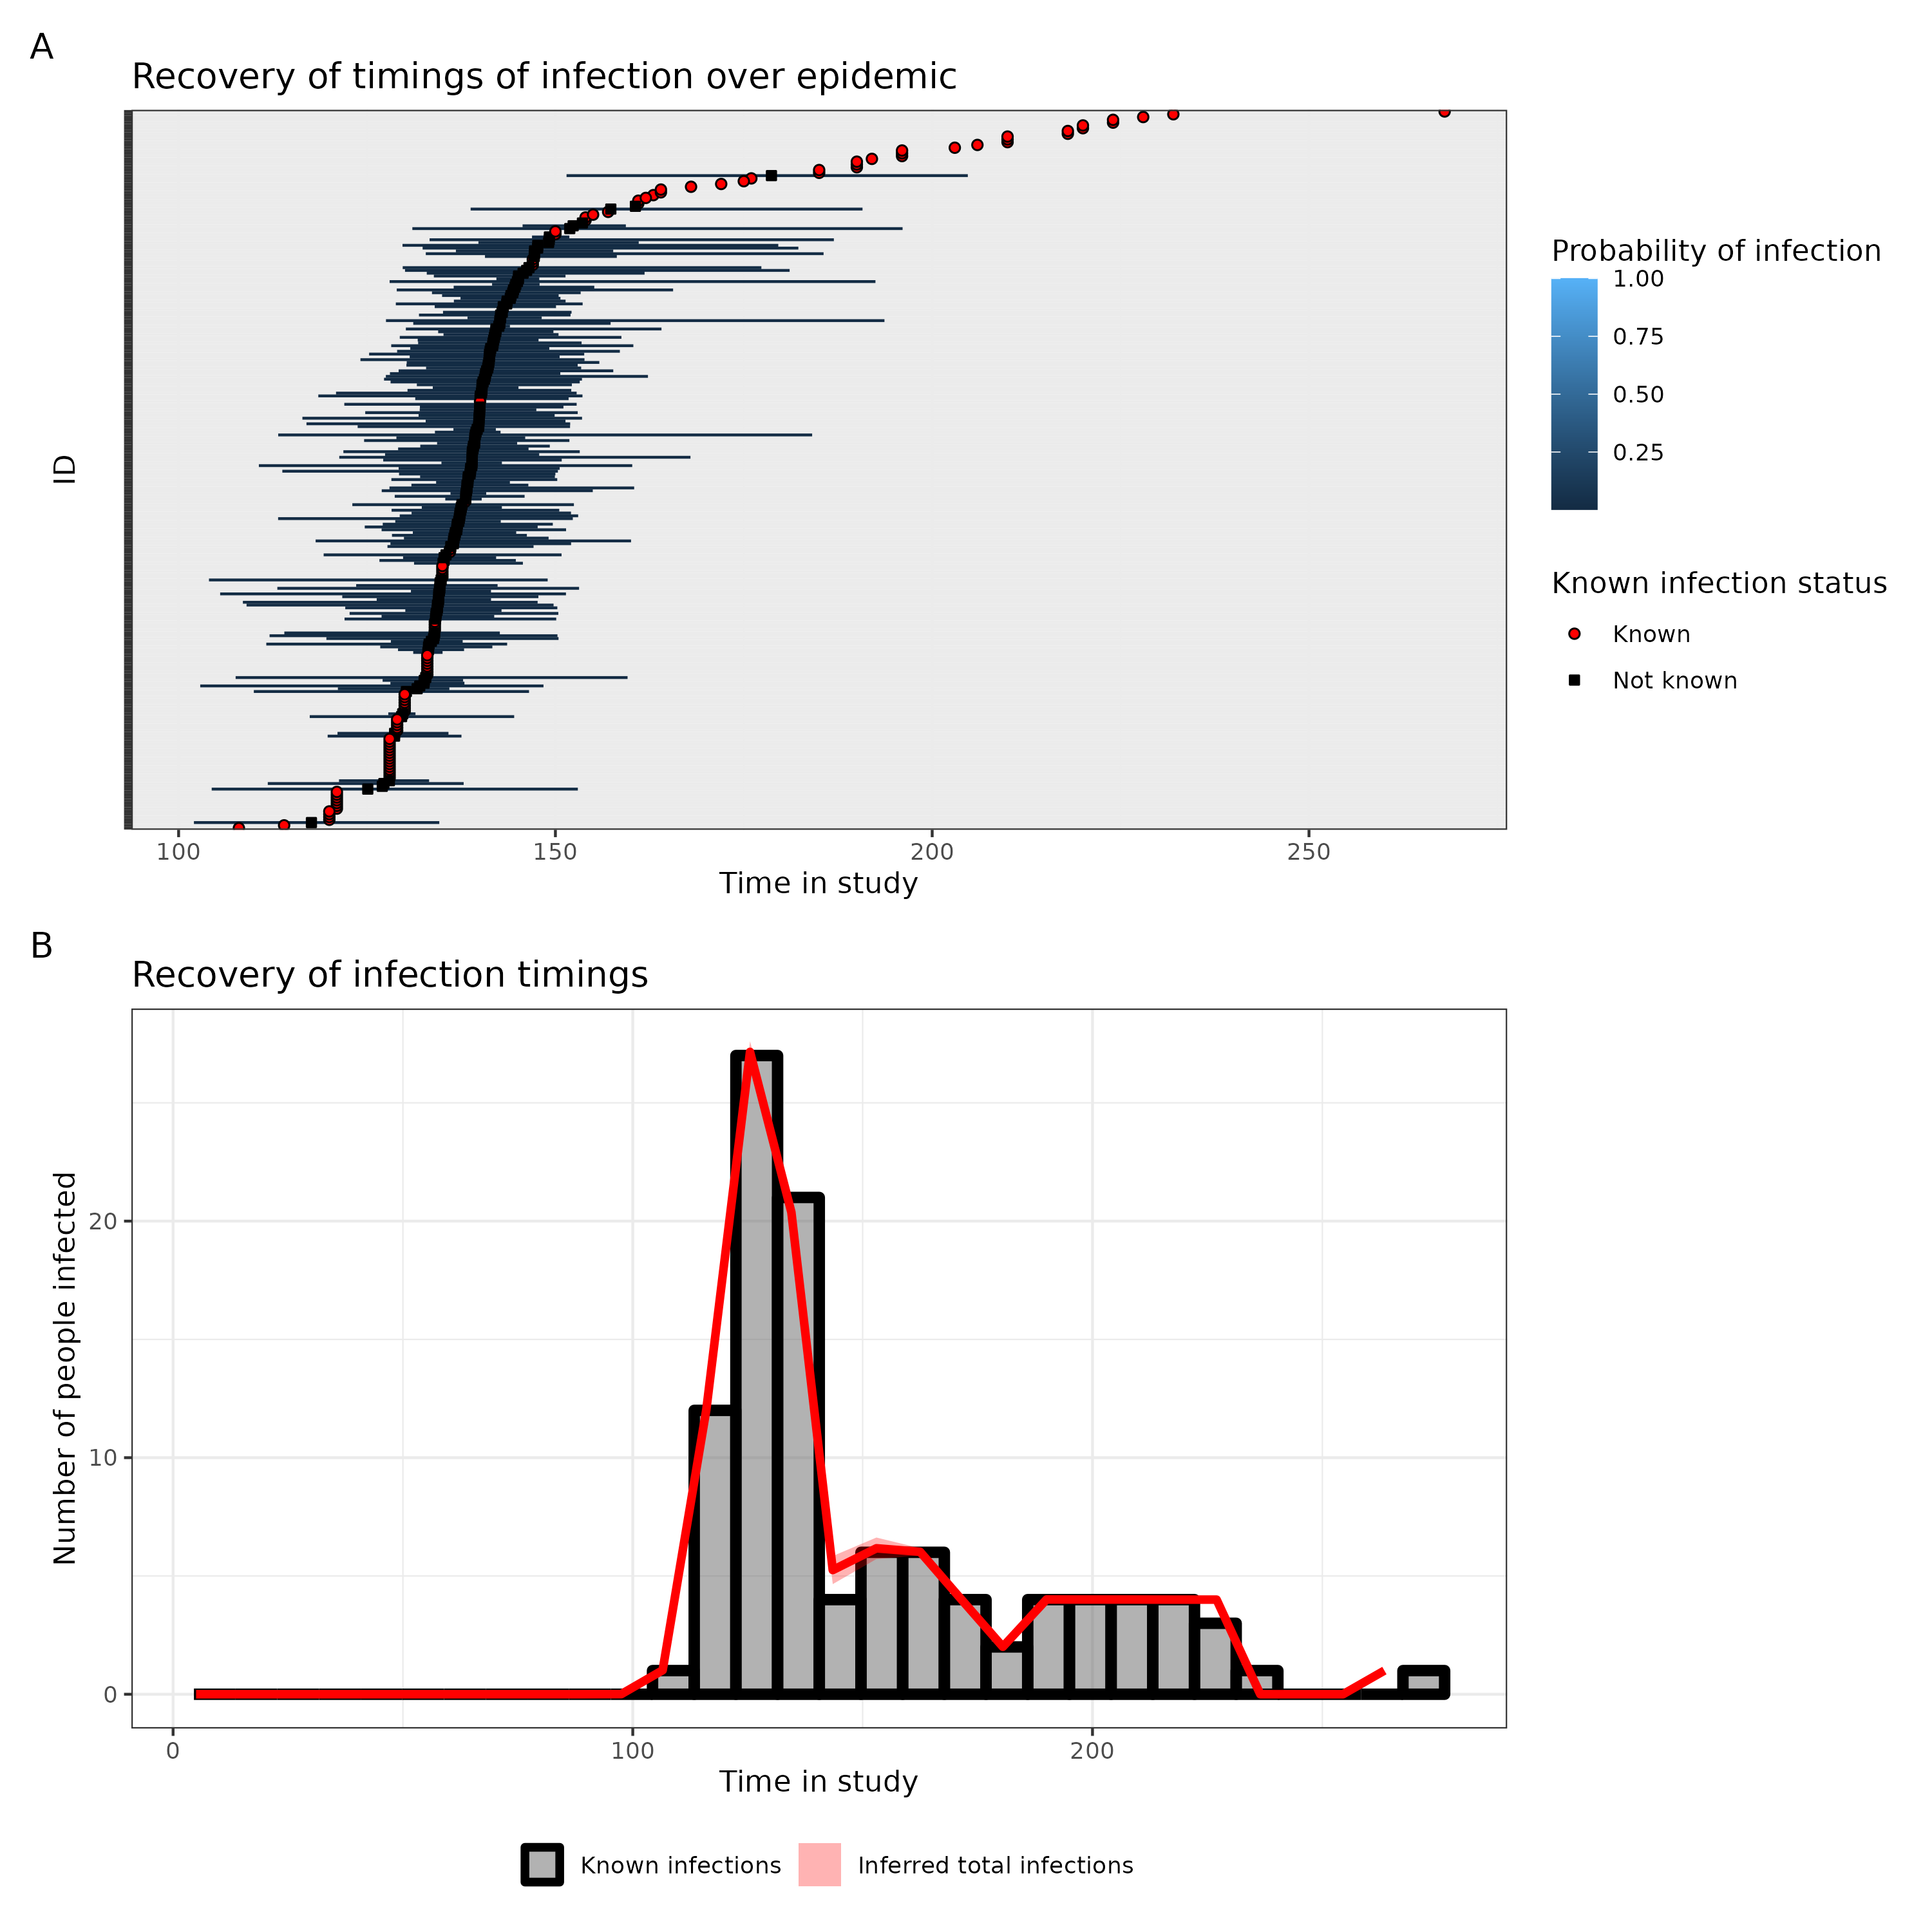 A
Recovery of timings of infection over epidemic
ID
100 150 200 250
Time in study
Probability of infection
1.00
0.75
0.50
0.25
Known infection status
Known
Not known
B
Recovery of infection timings
Number of people infected
20
10
0
0 100 200
Time in study
Known infections Inferred total infections